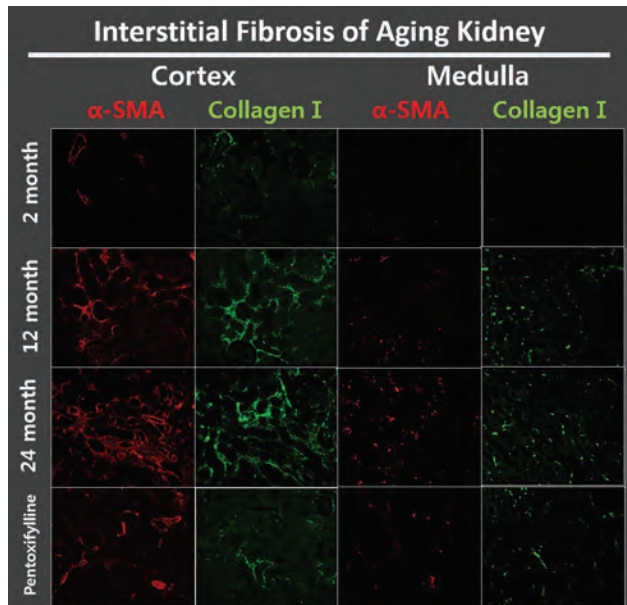 Interstitial Fibrosis of Aging Kidney
Cortex Medulla
α-SMA Collagen I α-SMA Collagen I
2 month
12 month
24 month
Pentoxifylline